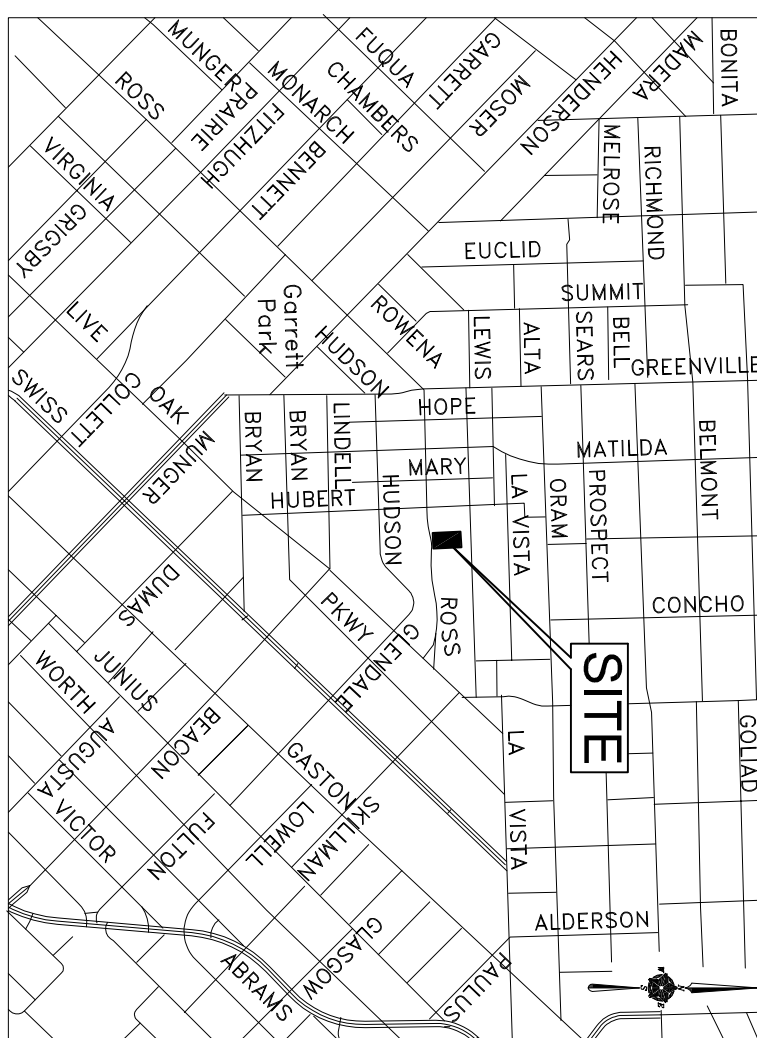 BONITA
MADERA
HENDERSON
GARRETT
MOSER
FUQUA
CHAMBERS
MUNGER
MONARCH
PRAIRIE
FITZHUGH
BENNETT
ROSS
VIRGINIA
GRIGSBY
MELROSE
RICHMOND
EUCLID
SUMMIT
ROWENA
Garrett
Park
HUDSON
LIVE
OAK
SWISS
COLLETT
MUNGER
LEWIS
ALTA
SEARS
BELL
GREENVILLE
HOPE
BRYAN
BRYAN
LINDELL
MARY
MATILDA
BELMONT
HUBERT
HUDSON
LA VISTA
ORAM
PROSPECT
DUMAS
PKWY
GLENDALE
ROSS
CONCHO
SITE
WORTH
JUNIUS
AUGUSTA
BEACON
GASTON
SKILLMAN
LOWELL
VICTOR
FULTON
LA VISTA
GOLIAD
ALDERSON
GLASGOW
ABRAMS
PAULUS
N
S
E